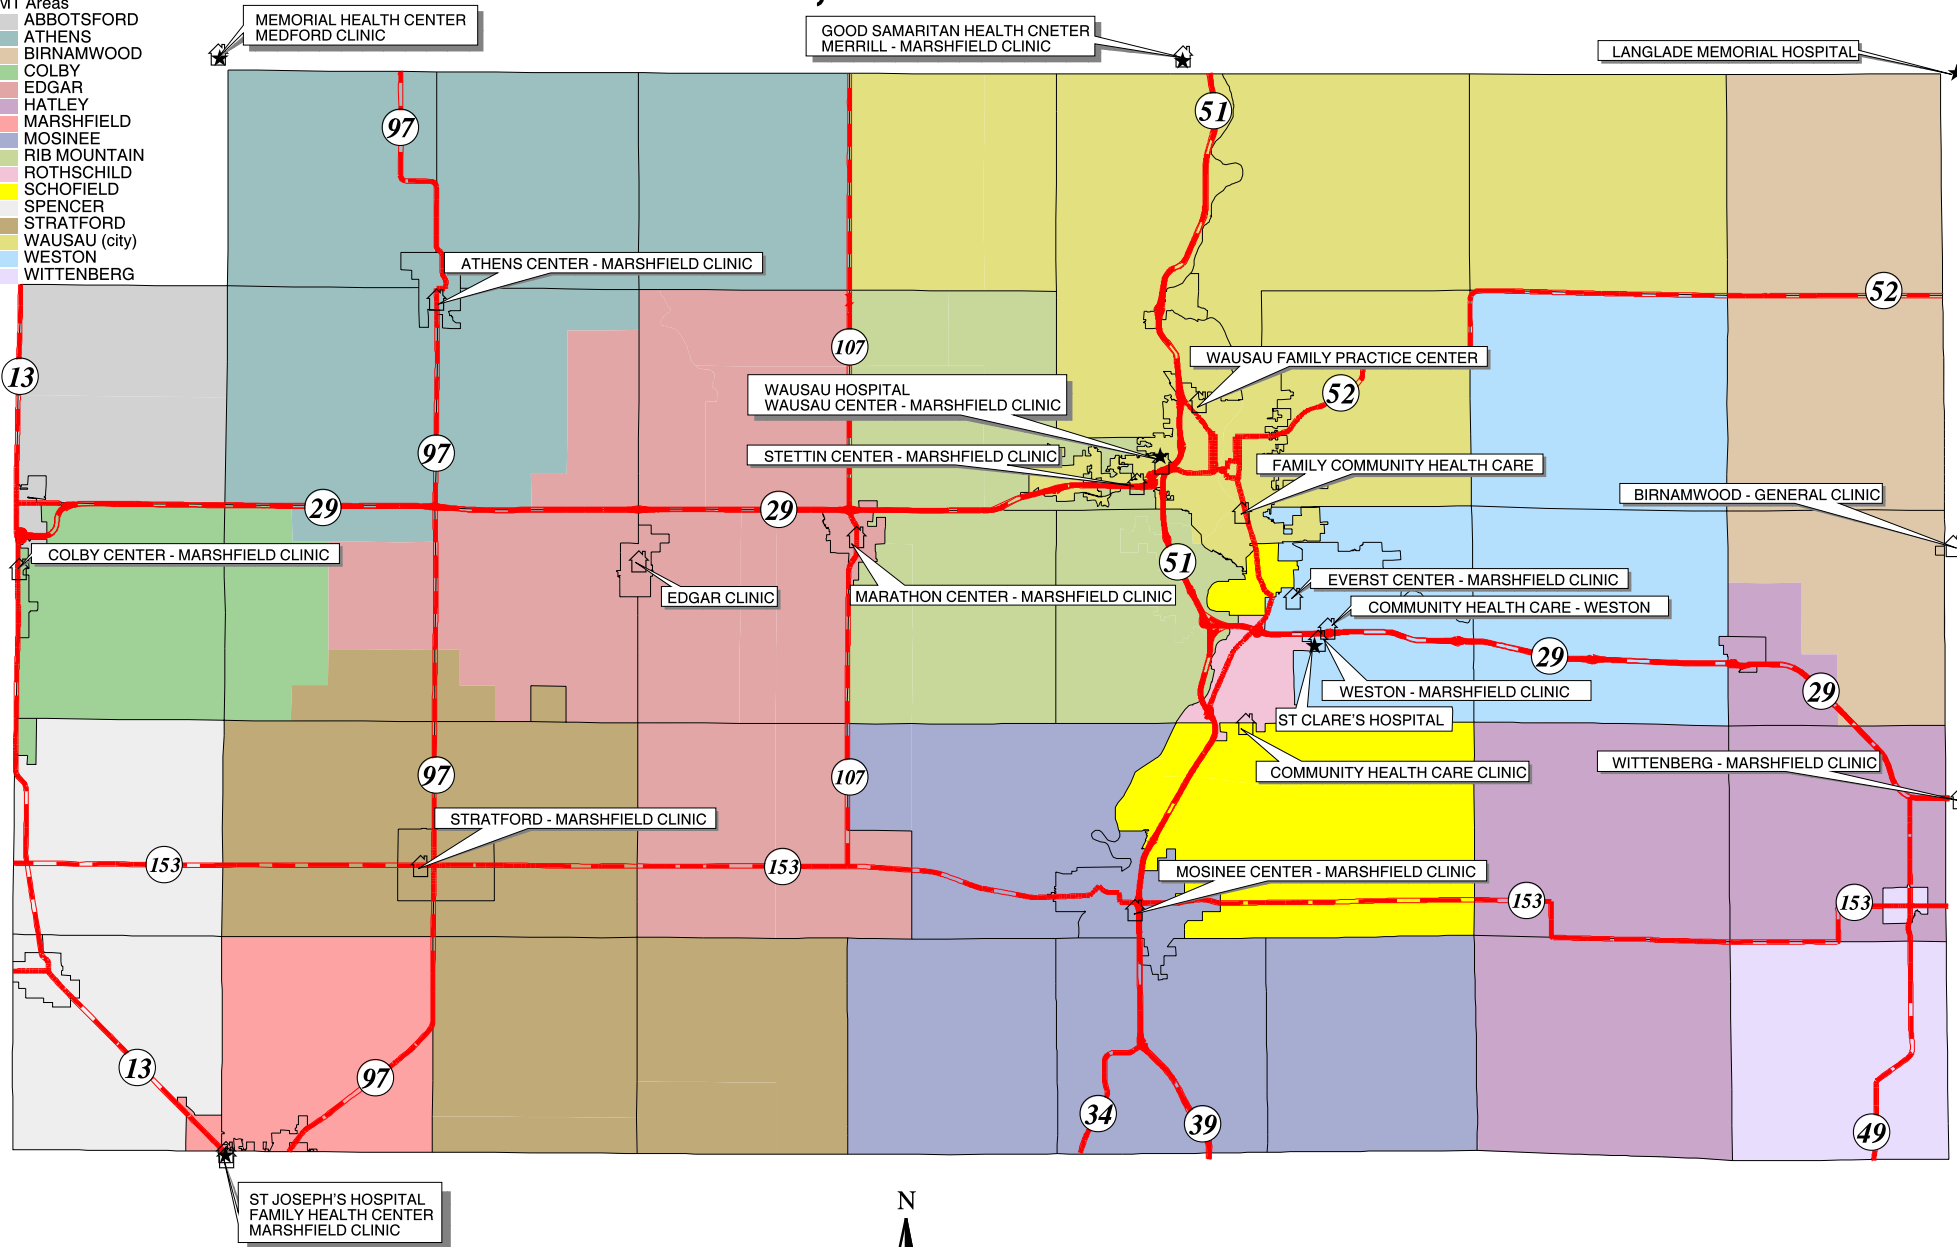 MT Areas
ABBOTSFORD
ATHENS
BIRNAMWOOD
COLBY
EDGAR
HATLEY
MARSHFIELD
MOSINEE
RIB MOUNTAIN
ROTHSCHILD
SCHOFIELD
SPENCER
STRATFORD
WAUSAU (city)
WESTON
WITTENBERG
MEMORIAL HEALTH CENTER
MEDFORD CLINIC
GOOD SAMARITAN HEALTH CNETER
MERRILL - MARSHFIELD CLINIC
LANGLADE MEMORIAL HOSPITAL
97
51
ATHENS CENTER - MARSHFIELD CLINIC
52
107
13
WAUSAU FAMILY PRACTICE CENTER
WAUSAU HOSPITAL
WAUSAU CENTER - MARSHFIELD CLINIC
52
97
STETTIN CENTER - MARSHFIELD CLINIC
FAMILY COMMUNITY HEALTH CARE
BIRNAMWOOD - GENERAL CLINIC
29
29
COLBY CENTER - MARSHFIELD CLINIC
51
EDGAR CLINIC
MARATHON CENTER - MARSHFIELD CLINIC
EVERST CENTER - MARSHFIELD CLINIC
COMMUNITY HEALTH CARE - WESTON
29
29
WESTON - MARSHFIELD CLINIC
ST CLARE'S HOSPITAL
97
107
COMMUNITY HEALTH CARE CLINIC
WITTENBERG - MARSHFIELD CLINIC
STRATFORD - MARSHFIELD CLINIC
153
153
MOSINEE CENTER - MARSHFIELD CLINIC
153
153
13
97
34
39
49
ST JOSEPH'S HOSPITAL
FAMILY HEALTH CENTER
MARSHFIELD CLINIC
N